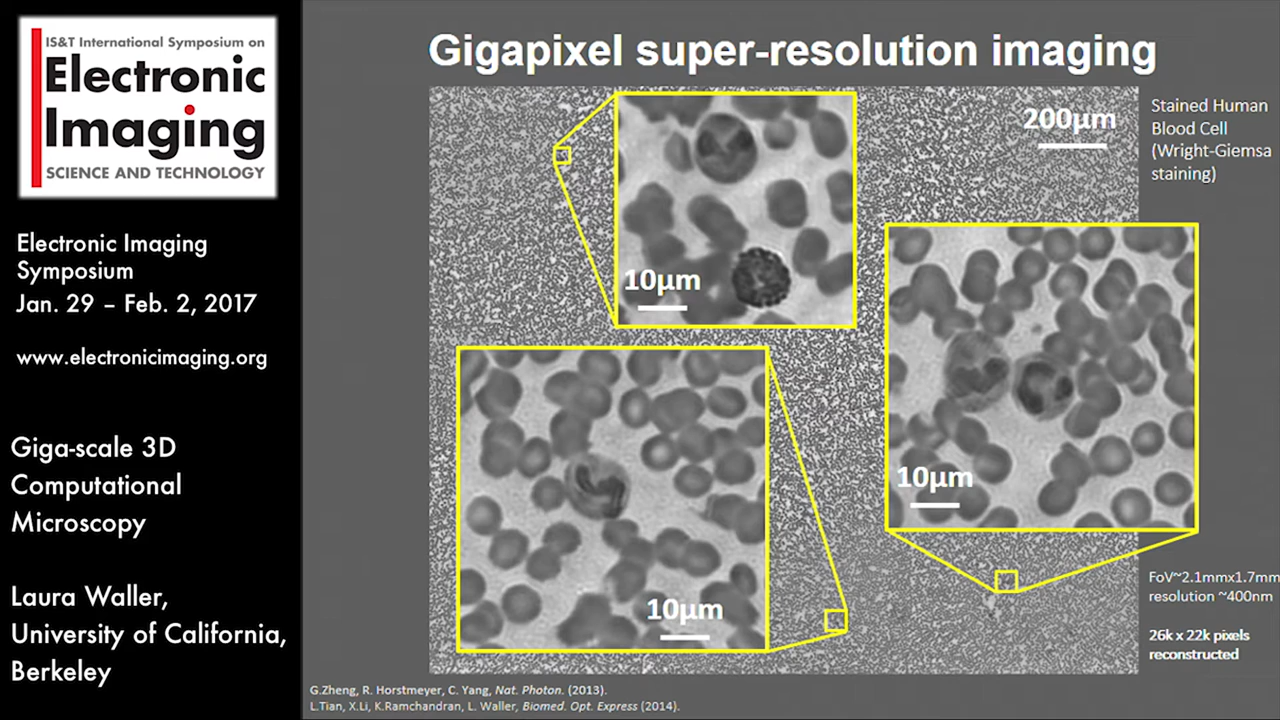 IS&T International Symposium on
Electronic
Imaging
SCIENCE AND TECHNOLOGY
Electronic Imaging
Symposium
Jan. 29 – Feb. 2, 2017
www.electronicimaging.org
Giga-scale 3D
Computational
Microscopy
Laura Waller,
University of California,
Berkeley
Gigapixel super-resolution imaging
200µm
Stained Human
Blood Cell
(Wright-Giemsa
staining)
10µm
10µm
10µm
FoV~2.1mmx1.7mm
resolution ~400nm
26k x 22k pixels
reconstructed
G.Zheng, R. Horstmeyer, C. Yang, Nat. Photon. (2013).
L.Tian, X.Li, K.Ramchandran, L. Waller, Biomed. Opt. Express (2014).